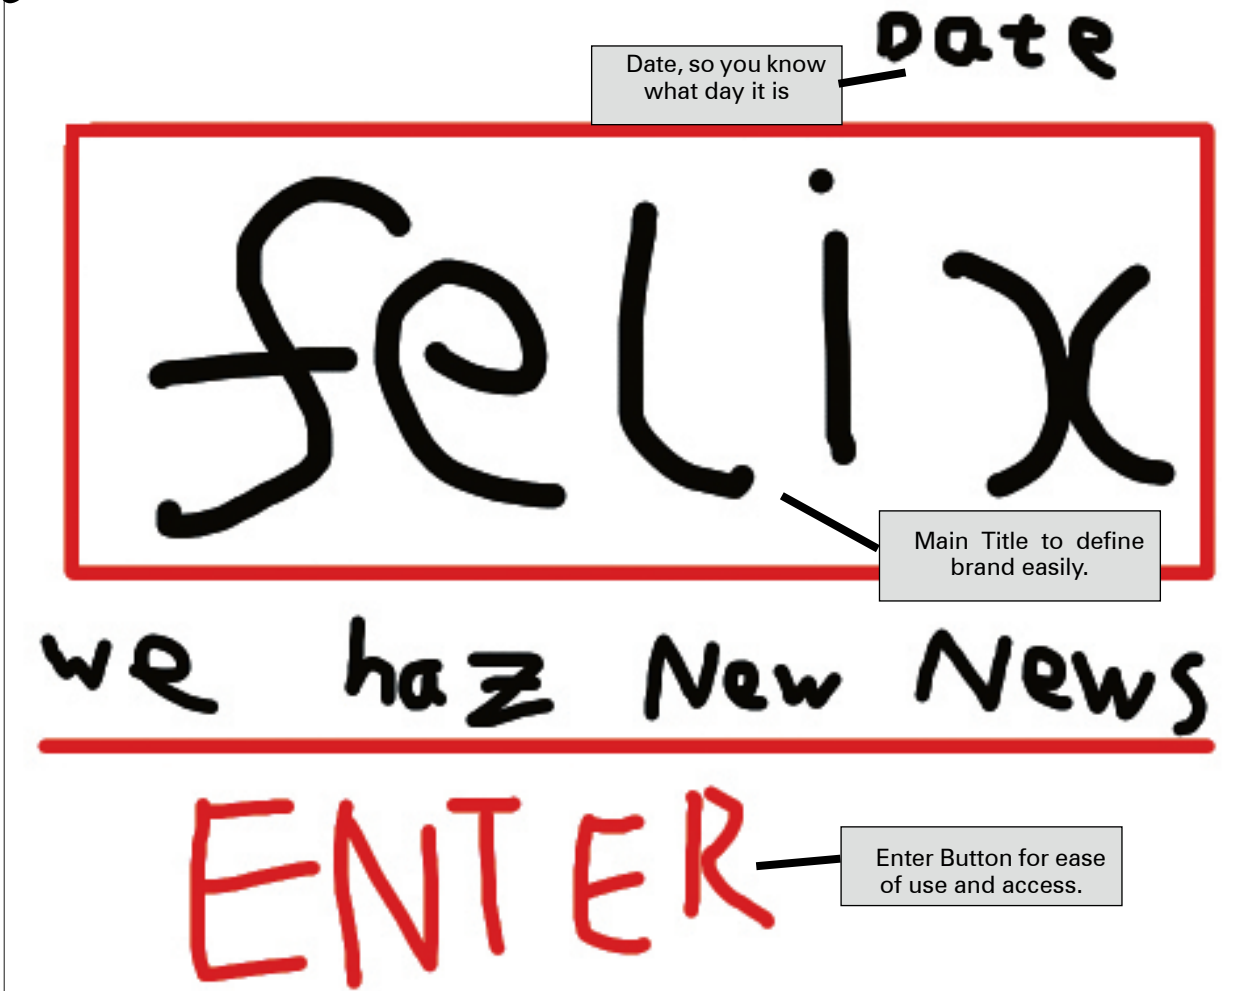 Date
Date, so you know
what day it is
felix
Main Title to define
brand easily.
we haz New News
ENTER
Enter Button for ease
of use and access.